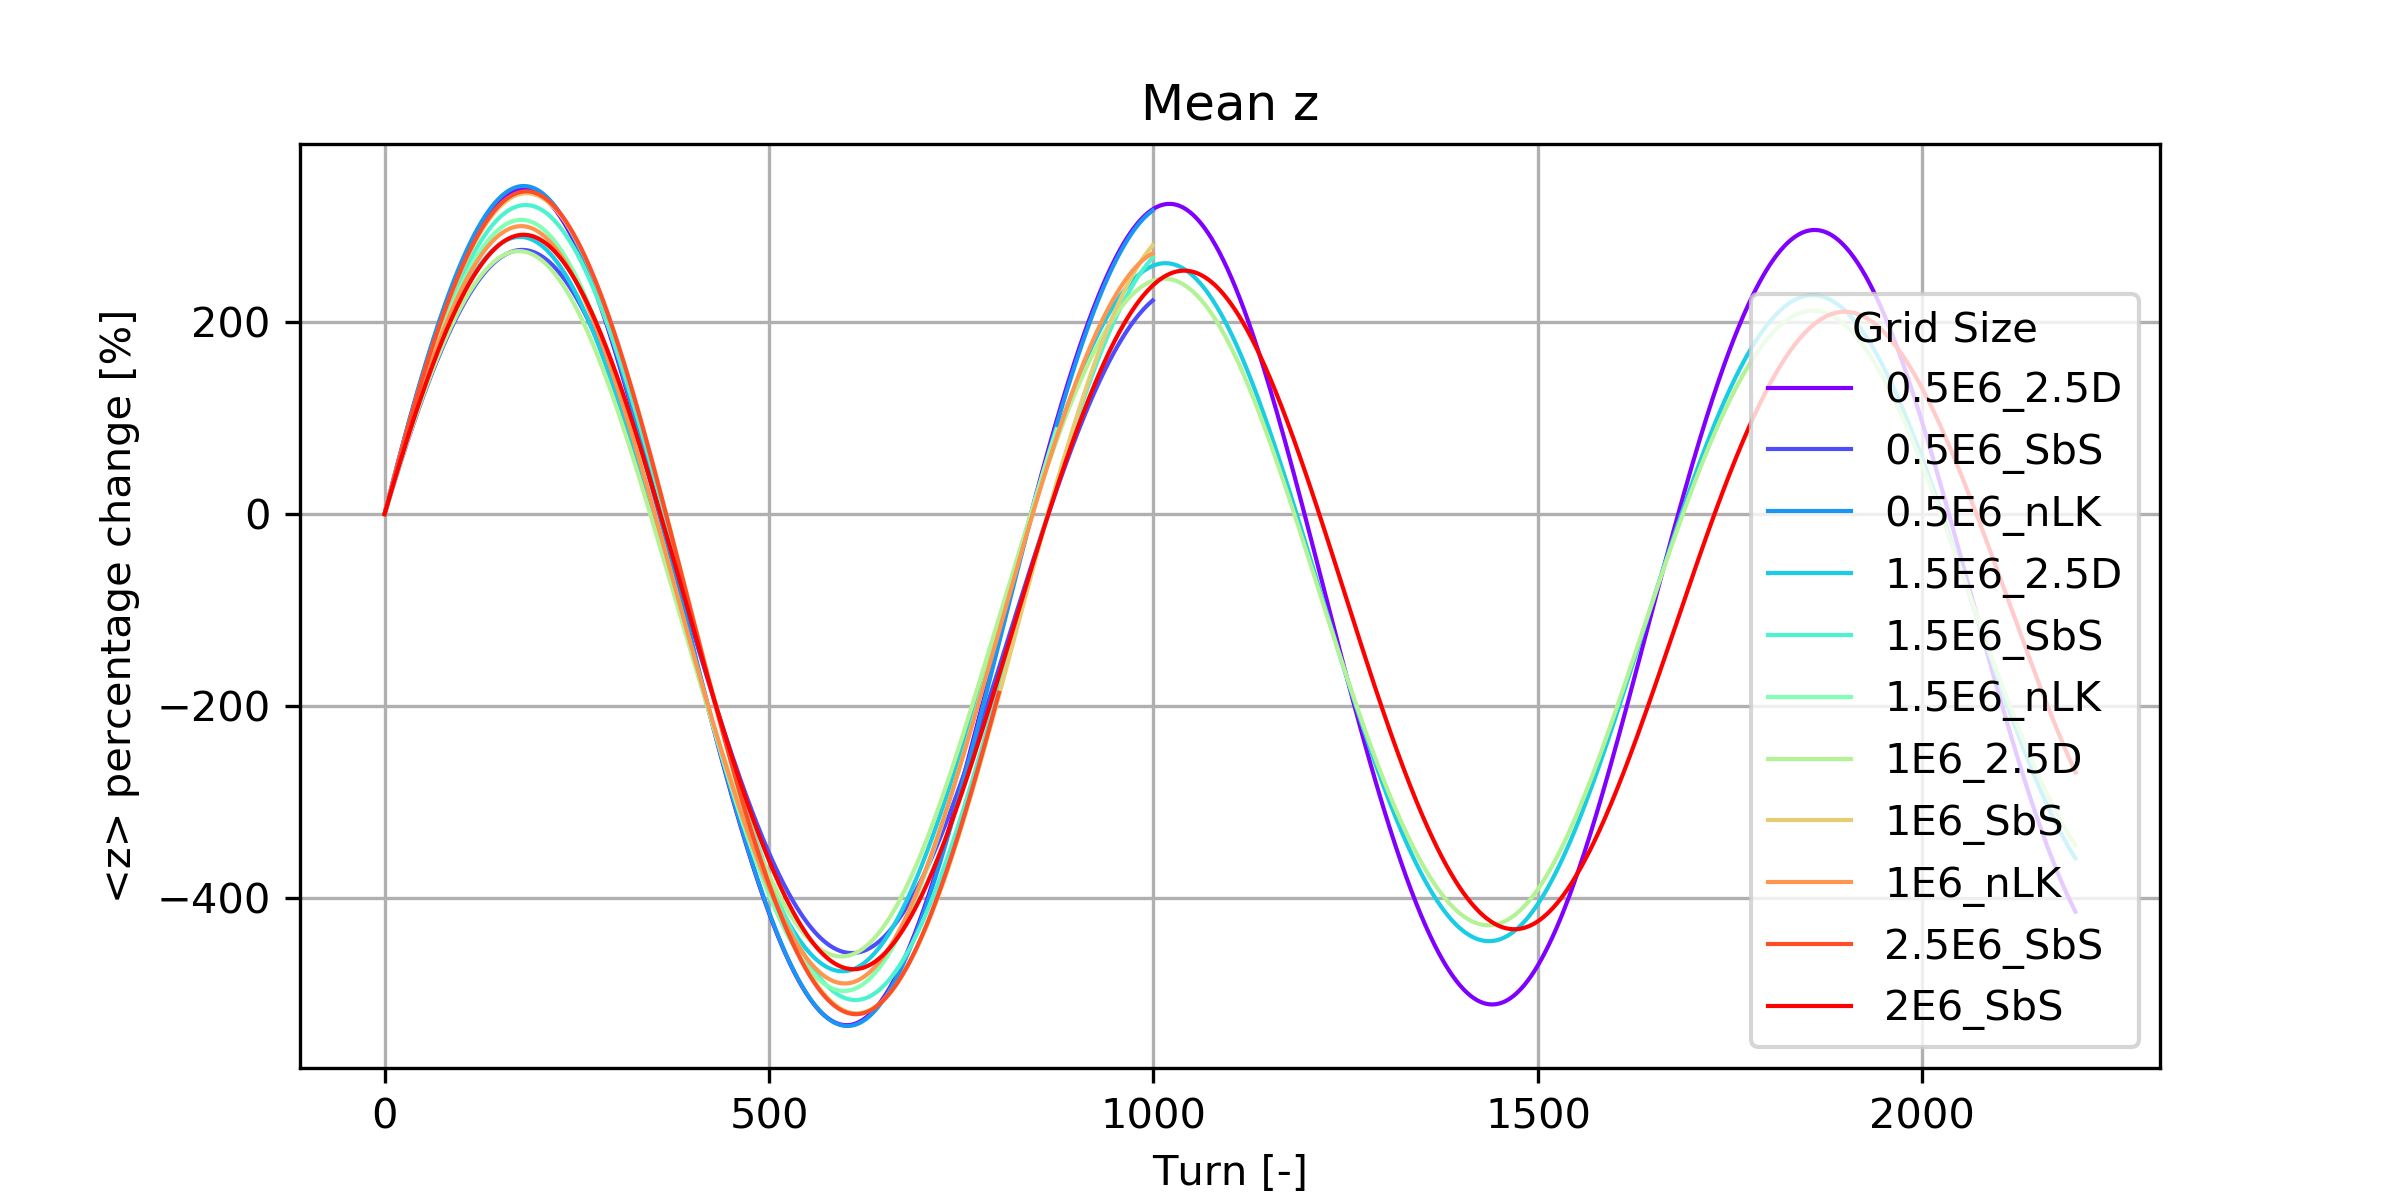 Mean z
<z> percentage change [%]
200
0
−200
−400
0 500 1000 1500 2000
Turn [-]
Grid Size
0.5E6_2.5D
0.5E6_SbS
0.5E6_nLK
1.5E6_2.5D
1.5E6_SbS
1.5E6_nLK
1E6_2.5D
1E6_SbS
1E6_nLK
2.5E6_SbS
2E6_SbS